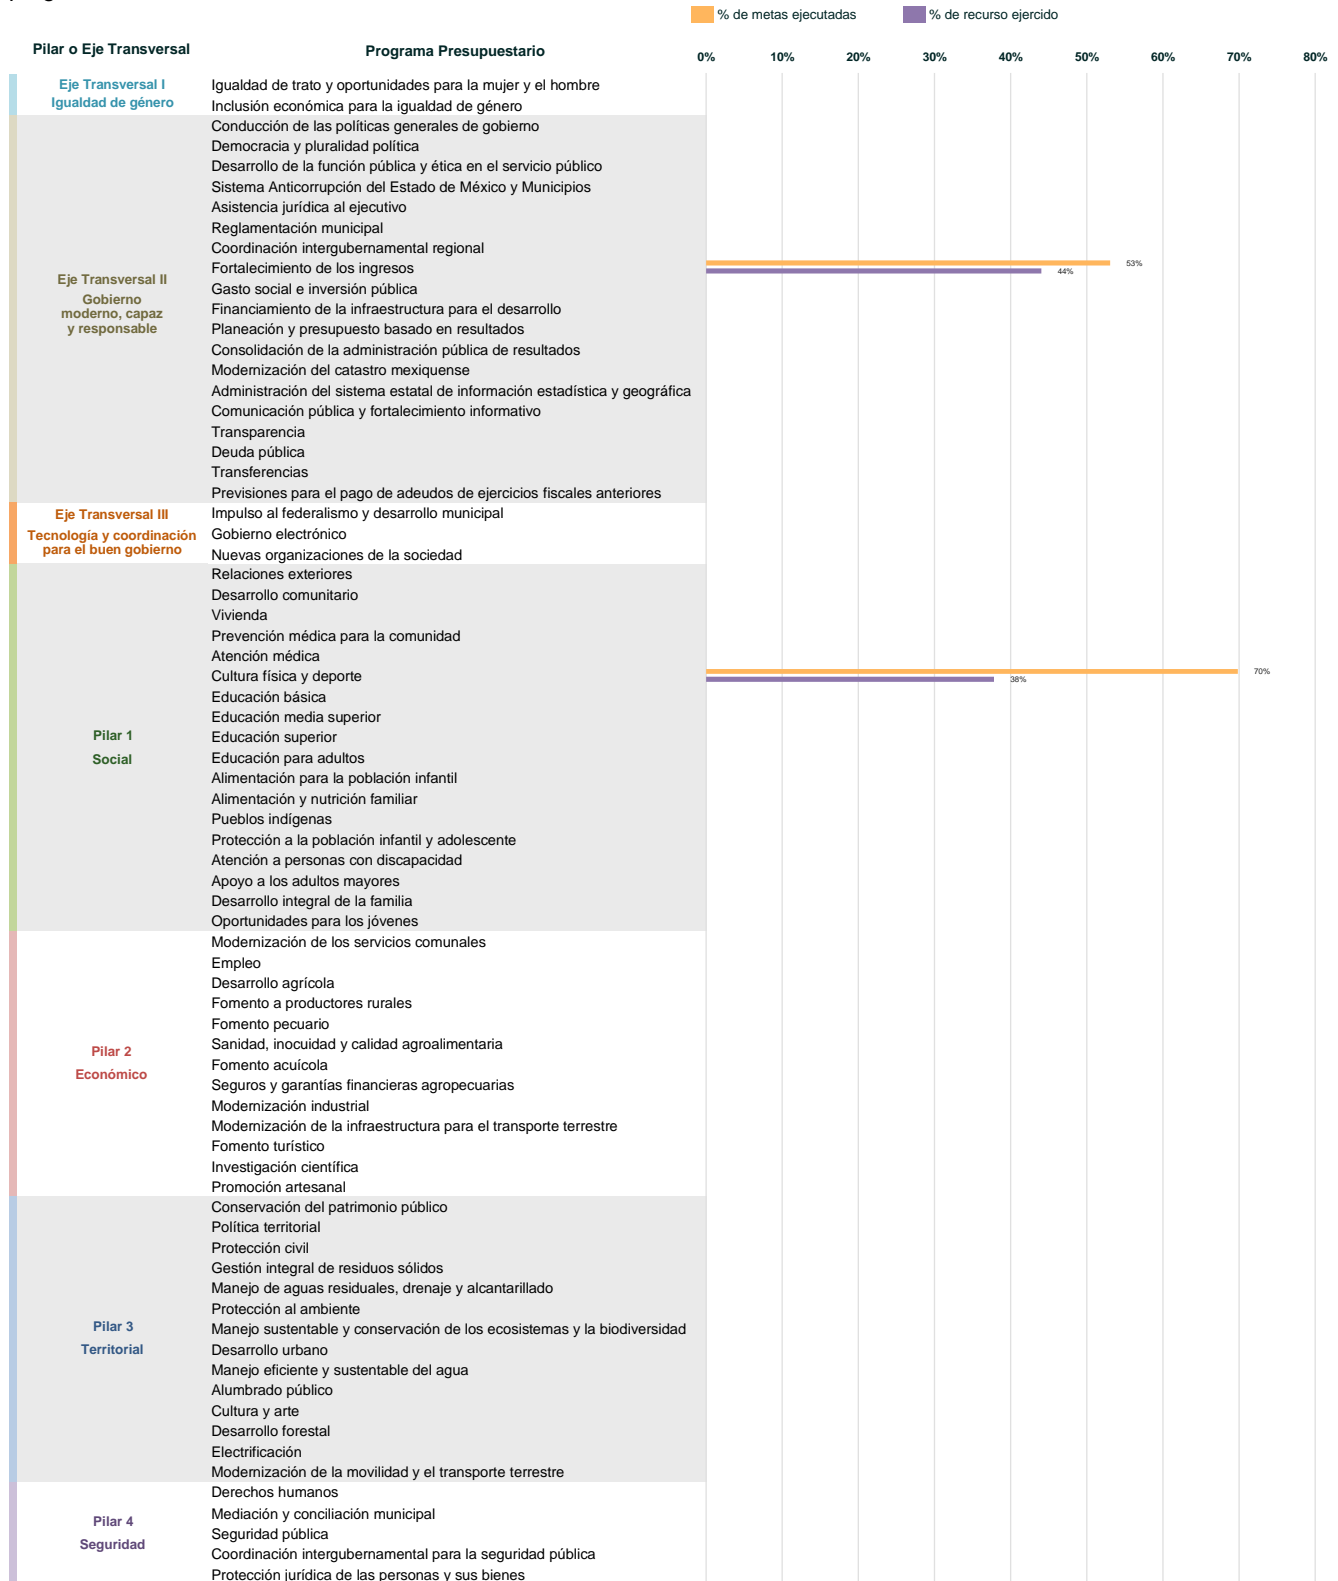 % de metas ejecutadas % de recurso ejercido
Pilar o Eje Transversal Programa Presupuestario 0% 10% 20% 30% 40% 50% 60% 70% 80%
Eje Transversal I
Igualdad de género
Igualdad de trato y oportunidades para la mujer y el hombre
Inclusión económica para la igualdad de género
Eje Transversal II
Gobierno
moderno, capaz
y responsable
Conducción de las políticas generales de gobierno
Democracia y pluralidad política
Desarrollo de la función pública y ética en el servicio público
Sistema Anticorrupción del Estado de México y Municipios
Asistencia jurídica al ejecutivo
Reglamentación municipal
Coordinación intergubernamental regional
Fortalecimiento de los ingresos
53%
44%
Gasto social e inversión pública
Financiamiento de la infraestructura para el desarrollo
Planeación y presupuesto basado en resultados
Consolidación de la administración pública de resultados
Modernización del catastro mexiquense
Administración del sistema estatal de información estadística y geográfica
Comunicación pública y fortalecimiento informativo
Transparencia
Deuda pública
Transferencias
Previsiones para el pago de adeudos de ejercicios fiscales anteriores
Eje Transversal III
Tecnología y coordinación
para el buen gobierno
Impulso al federalismo y desarrollo municipal
Gobierno electrónico
Nuevas organizaciones de la sociedad
Pilar 1
Social
Relaciones exteriores
Desarrollo comunitario
Vivienda
Prevención médica para la comunidad
Atención médica
Cultura física y deporte
70%
38%
Educación básica
Educación media superior
Educación superior
Educación para adultos
Alimentación para la población infantil
Alimentación y nutrición familiar
Pueblos indígenas
Protección a la población infantil y adolescente
Atención a personas con discapacidad
Apoyo a los adultos mayores
Desarrollo integral de la familia
Oportunidades para los jóvenes
Pilar 2
Económico
Modernización de los servicios comunales
Empleo
Desarrollo agrícola
Fomento a productores rurales
Fomento pecuario
Sanidad, inocuidad y calidad agroalimentaria
Fomento acuícola
Seguros y garantías financieras agropecuarias
Modernización industrial
Modernización de la infraestructura para el transporte terrestre
Fomento turístico
Investigación científica
Promoción artesanal
Pilar 3
Territorial
Conservación del patrimonio público
Política territorial
Protección civil
Gestión integral de residuos sólidos
Manejo de aguas residuales, drenaje y alcantarillado
Protección al ambiente
Manejo sustentable y conservación de los ecosistemas y la biodiversidad
Desarrollo urbano
Manejo eficiente y sustentable del agua
Alumbrado público
Cultura y arte
Desarrollo forestal
Electrificación
Modernización de la movilidad y el transporte terrestre
Pilar 4
Seguridad
Derechos humanos
Mediación y conciliación municipal
Seguridad pública
Coordinación intergubernamental para la seguridad pública
Protección jurídica de las personas y sus bienes